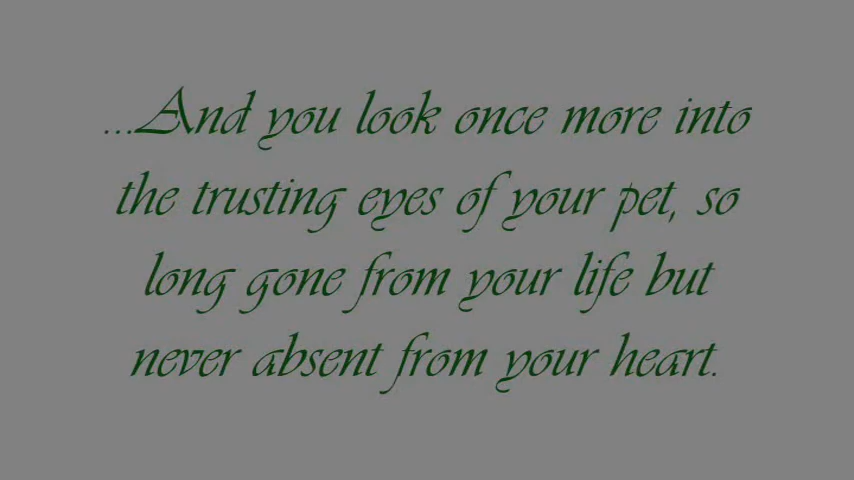 ...And you look once more into
the trusting eyes of your pet, so
long gone from your life but
never absent from your heart.